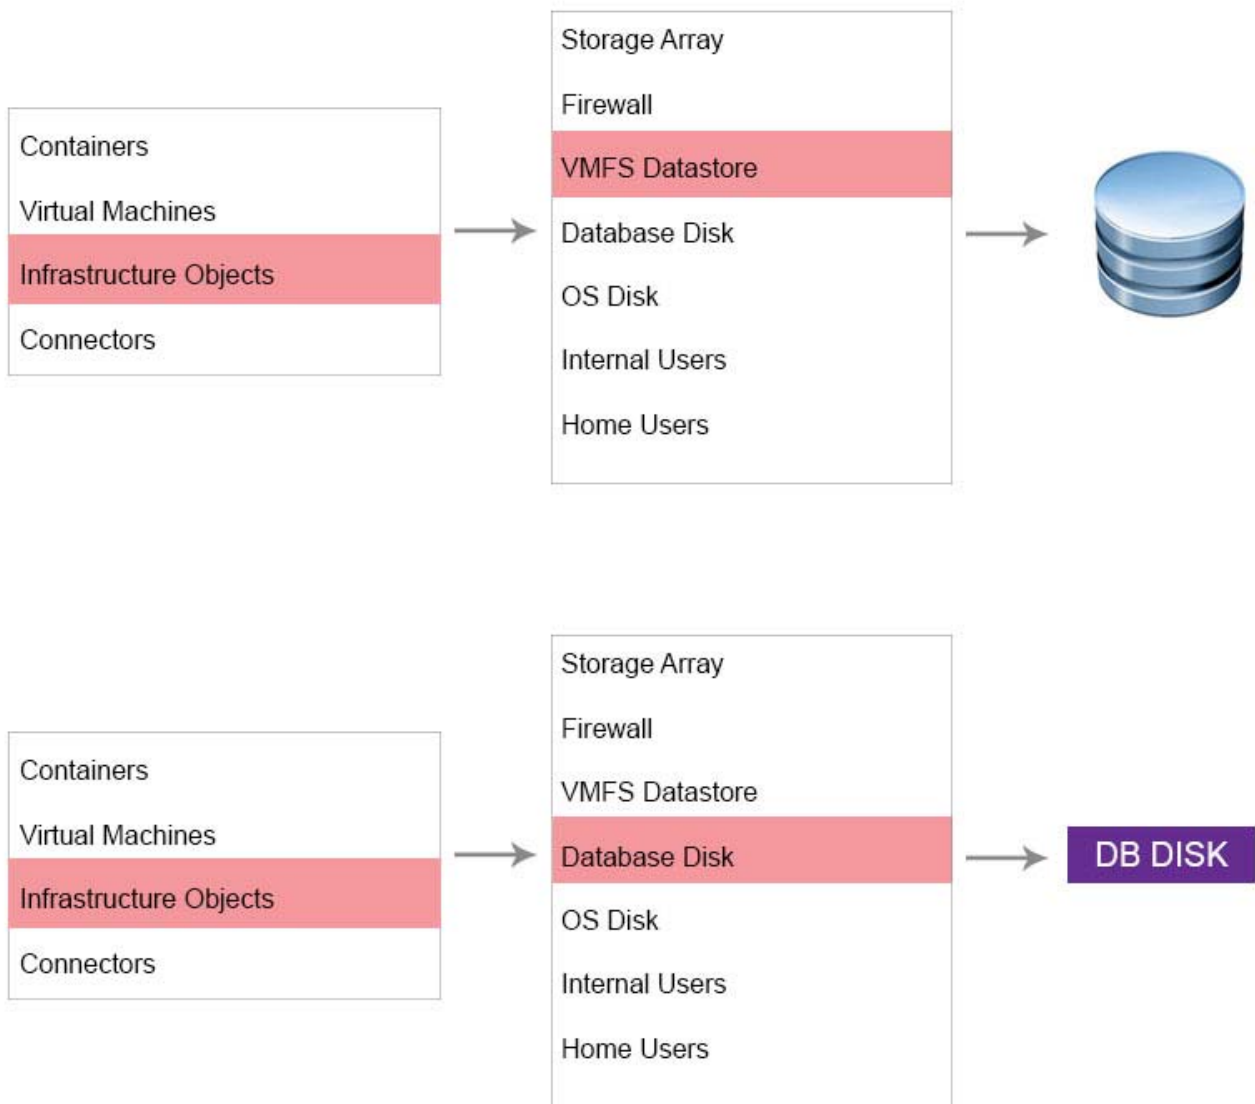 Containers
Virtual Machines
Infrastructure Objects
Connectors
Storage Array
Firewall
VMFS Datastore
Database Disk
OS Disk
Internal Users
Home Users
Containers
Virtual Machines
Infrastructure Objects
Connectors
Storage Array
Firewall
VMFS Datastore
Database Disk
OS Disk
Internal Users
Home Users
DB DISK